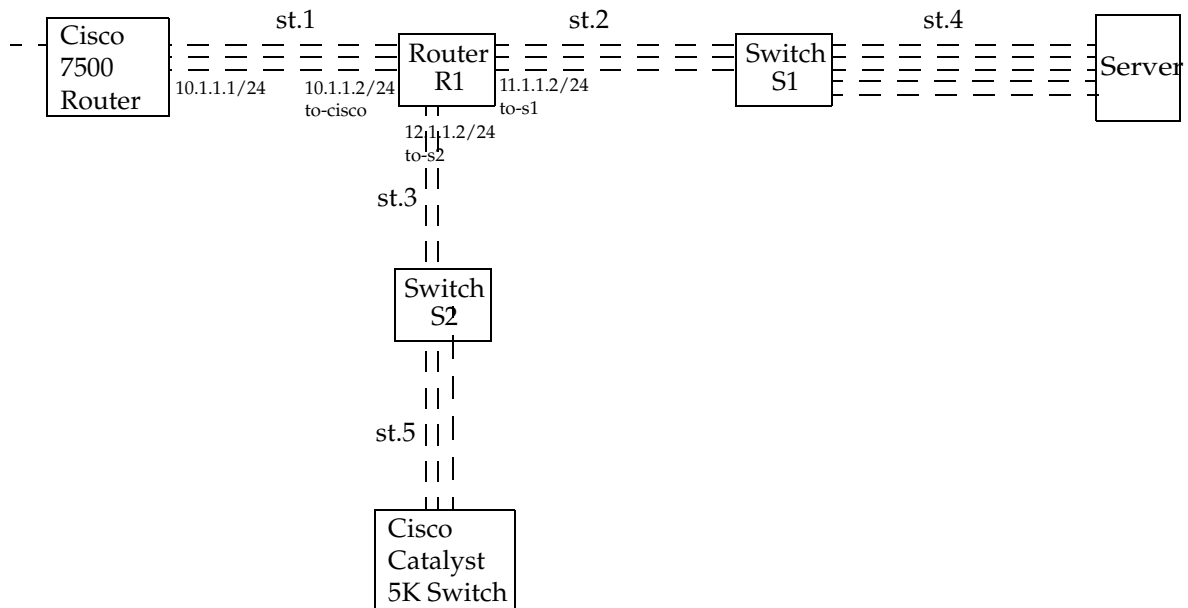 st.1
st.2
st.4
Cisco
7500
Router
10.1.1.1/24
10.1.1.2/24
to-cisco
Router
R1
11.1.1.2/24
to-s1
Switch
S1
Server
12.1.1.2/24
to-s2
st.3
Switch
S2
st.5
Cisco
Catalyst
5K Switch